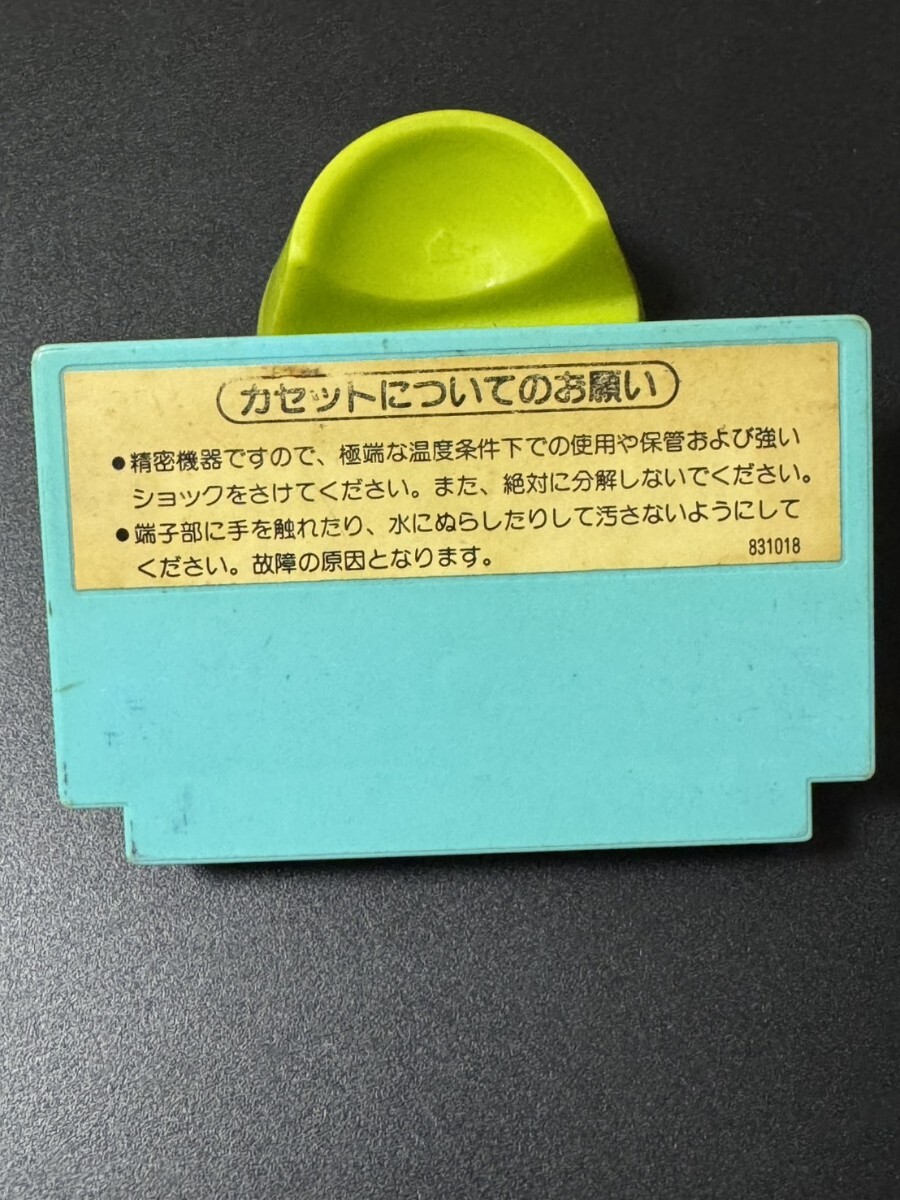 カセットについてのお願い
●精密機器ですので、極端な温度条件下での使用や保管および強い
ショックをさけてください。また、絶対に分解しないでください。
●端子部に手を触れたり、水にぬらしたりして汚さないようにして
ください。故障の原因となります。
831018